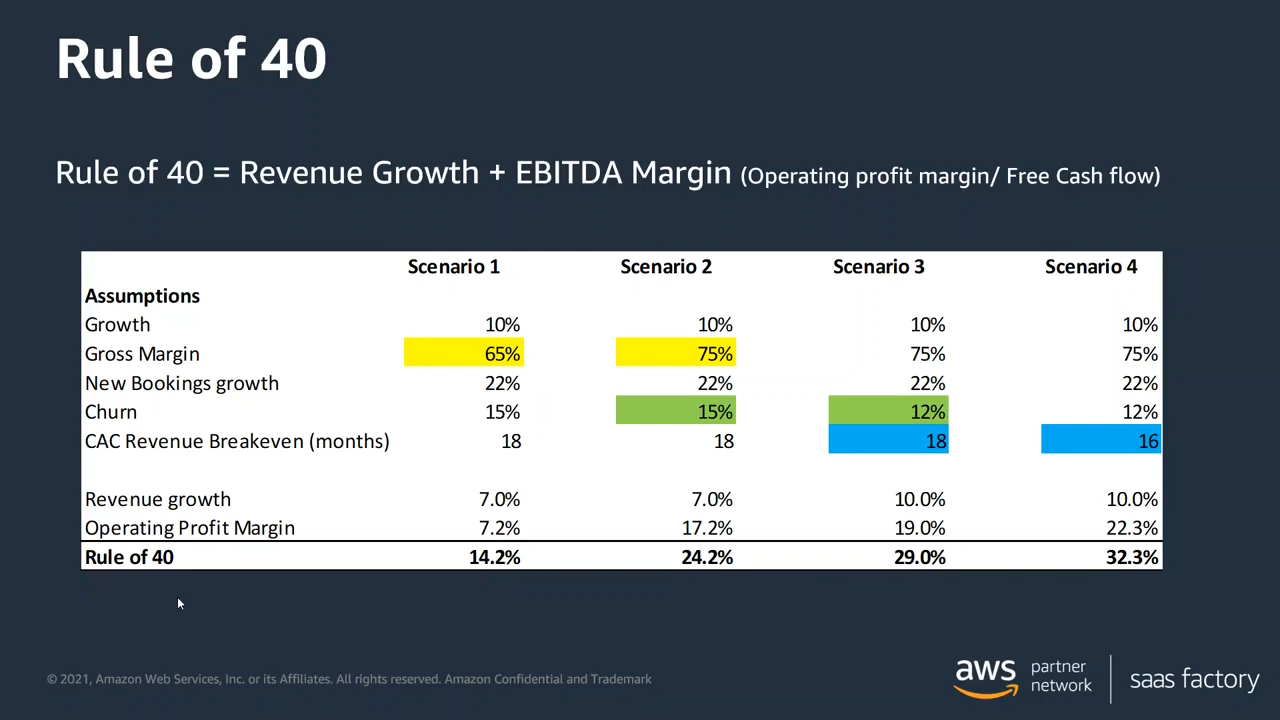 Rule of 40
Rule of 40 = Revenue Growth + EBITDA Margin (Operating profit margin/ Free Cash flow)
Scenario 1 Scenario 2 Scenario 3 Scenario 4
Assumptions
Growth 10% 10% 10% 10%
Gross Margin 65% 75% 75% 75%
New Bookings growth 22% 22% 22% 22%
Churn 15% 15% 12% 12%
CAC Revenue Breakeven (months) 18 18 18 16
Revenue growth 7.0% 7.0% 10.0% 10.0%
Operating Profit Margin 7.2% 17.2% 19.0% 22.3%
Rule of 40 14.2% 24.2% 29.0% 32.3%
© 2021, Amazon Web Services, Inc. or its Affiliates. All rights reserved. Amazon Confidential and Trademark
aws partner network saas factory